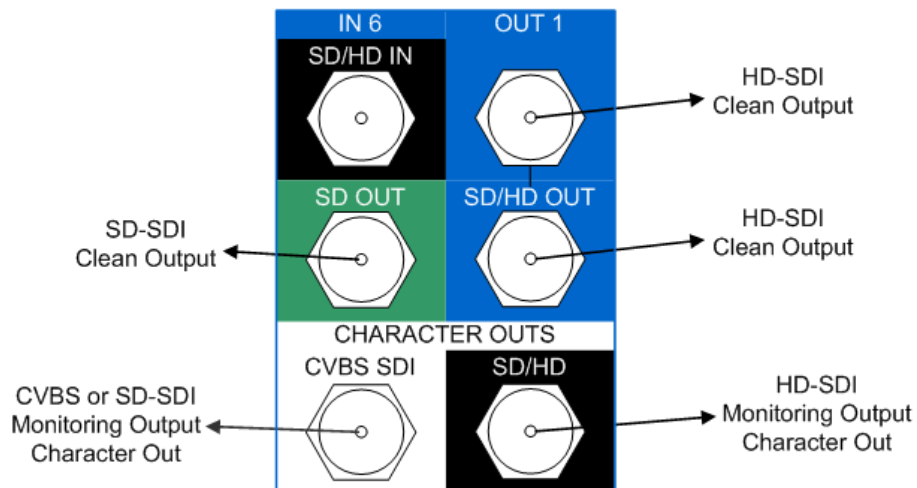 IN 6
OUT 1
SD/HD IN
HD-SDI
Clean Output
SD OUT
SD/HD OUT
SD-SDI
Clean Output
HD-SDI
Clean Output
CHARACTER OUTS
CVBS SDI
SD/HD
CVBS or SD-SDI
Monitoring Output
Character Out
HD-SDI
Monitoring Output
Character Out